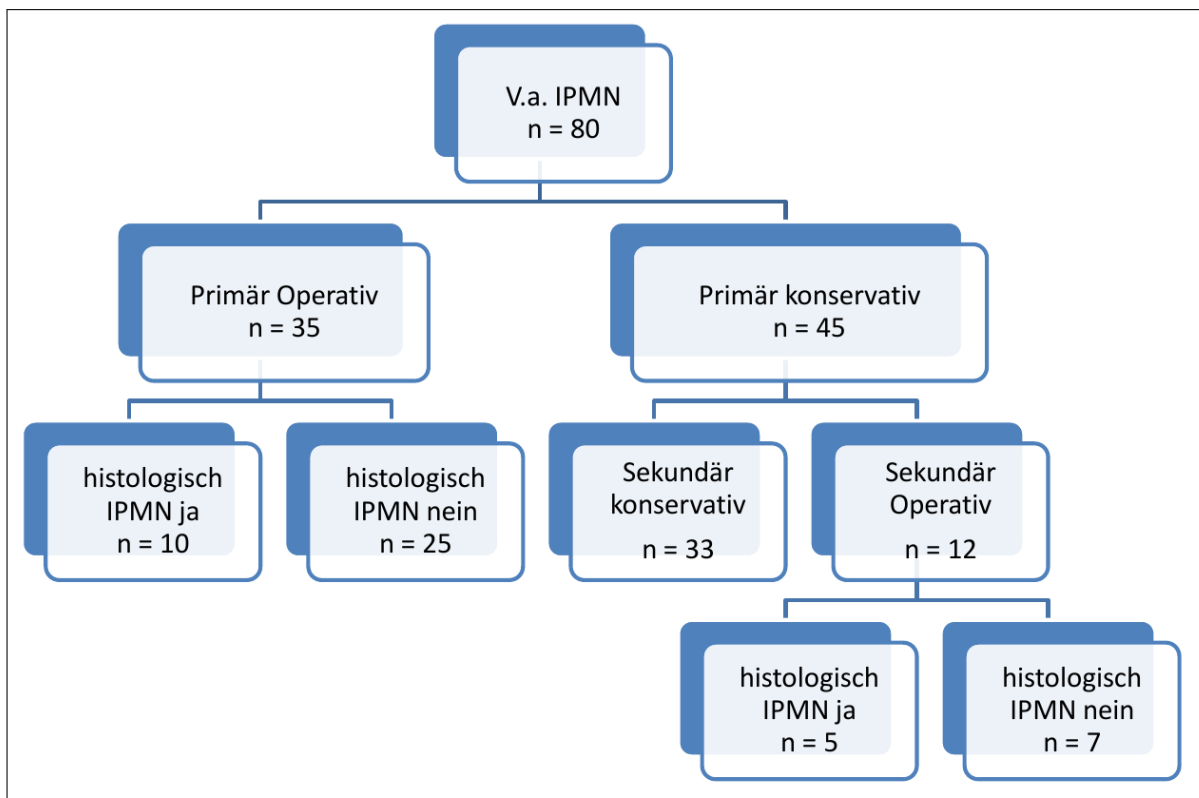 V.a. IPMN
n = 80
Primär Operativ
n = 35
Primär konservativ
n = 45
histologisch
IPMN ja
n = 10
histologisch
IPMN nein
n = 25
Sekundär
konservativ
n = 33
Sekundär
Operativ
n = 12
histologisch
IPMN ja
n = 5
histologisch
IPMN nein
n = 7